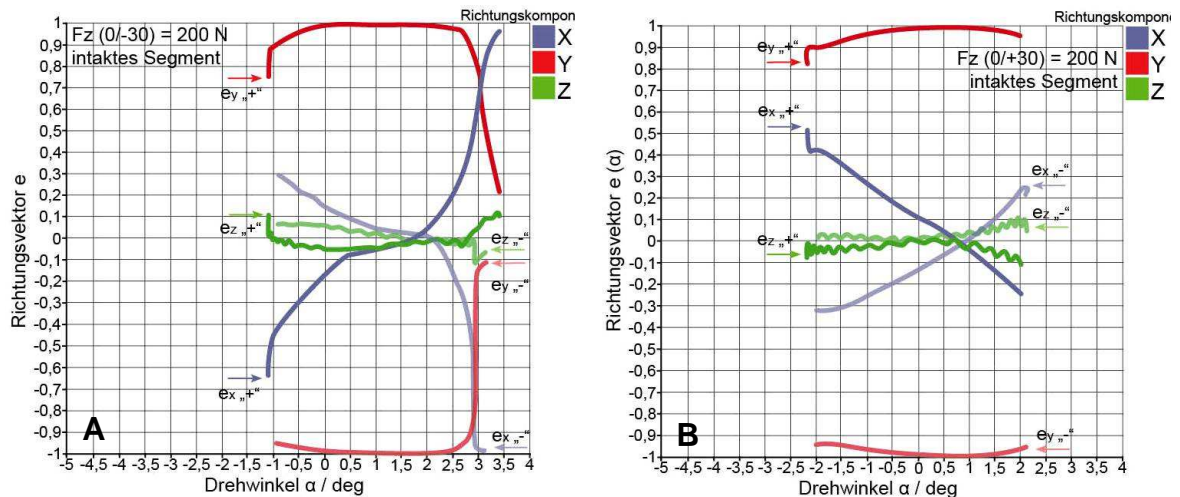 Richtungskompon
X
Y
Z
Fz (0/-30) = 200 N
intaktes Segment
Richtungsvektor e
1
0,9
0,8
0,7
0,6
0,5
0,4
0,3
0,2
0,1
0
-0,1
-0,2
-0,3
-0,4
-0,5
-0,6
-0,7
-0,8
-0,9
-1
ey „+“
ez „+“
ex „+“
ez „-“
ey „-“
ex „-“
A
-5 -4,5 -4 -3,5 -3 -2,5 -2 -1,5 -1 -0,5 0 0,5 1 1,5 2 2,5 3 3,5 4
Drehwinkel α / deg
Richtungskompone
X
Y
Z
Fz (0/+30) = 200 N
intaktes Segment
Richtungsvektor e (α)
1
0,9
0,8
0,7
0,6
0,5
0,4
0,3
0,2
0,1
0
-0,1
-0,2
-0,3
-0,4
-0,5
-0,6
-0,7
-0,8
-0,9
-1
ey „+“
ex „+“
ez „+“
ex „-“
ez „-“
ey „-“
B
-5 -4,5 -4 -3,5 -3 -2,5 -2 -1,5 -1 -0,5 0 0,5 1 1,5 2 2,5 3 3,5 4
Drehwinkel α / deg